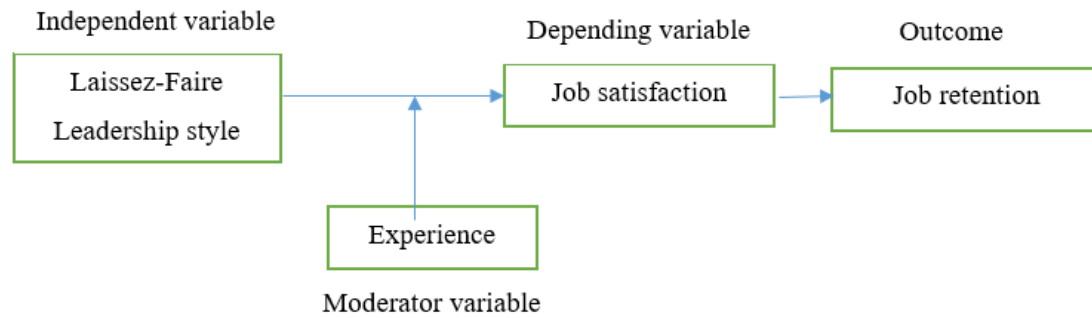 Independent variable
Depending variable
Outcome
Laissez-Faire
Leadership style
Job satisfaction
Job retention
Experience
Moderator variable